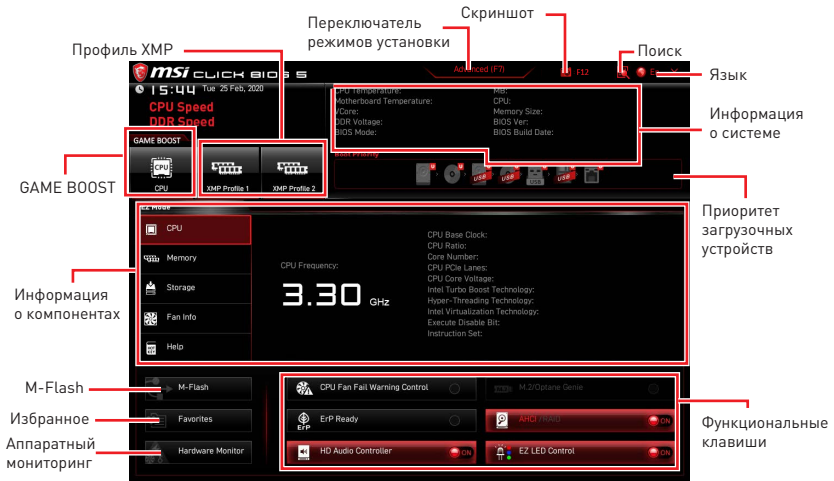 Переключатель
режимов установки
Скриншот
Профиль XMP
Поиск
Язык
msi CLICK BIOS 5
Advanced (F7)
F12
En
15:44 Tue 25 Feb, 2020
CPU Speed
DDR Speed
CPU Temperature:
Motherboard Temperature:
VCore:
DDR Voltage:
BIOS Mode:
MB:
CPU:
Memory Size:
BIOS Ver:
BIOS Build Date:
Информация
о системе
GAME BOOST
CPU
CPU
XMP Profile 1
XMP Profile 2
Boot Priority
U
U
U
USB
USB
USB
USB
GAME BOOST
Приоритет
загрузочных
устройств
EZ Mode
CPU
Memory
Storage
Fan Info
Help
CPU Frequency:
3.30 GHz
CPU Base Clock:
CPU Ratio:
Core Number:
CPU PCIe Lanes:
CPU Core Voltage:
Intel Turbo Boost Technology:
Hyper-Threading Technology:
Intel Virtualization Technology:
Execute Disable Bit:
Instruction Set:
Информация
о компонентах
M-Flash
M-Flash
Избранное
Favorites
Аппаратный
мониторинг
Hardware Monitor
CPU Fan Fail Warning Control
M.2/Optane Genie
ErP
ErP Ready
AHCI /RAID
ON
HD Audio Controller
ON
EZ LED Control
ON
Функциональные
клавиши